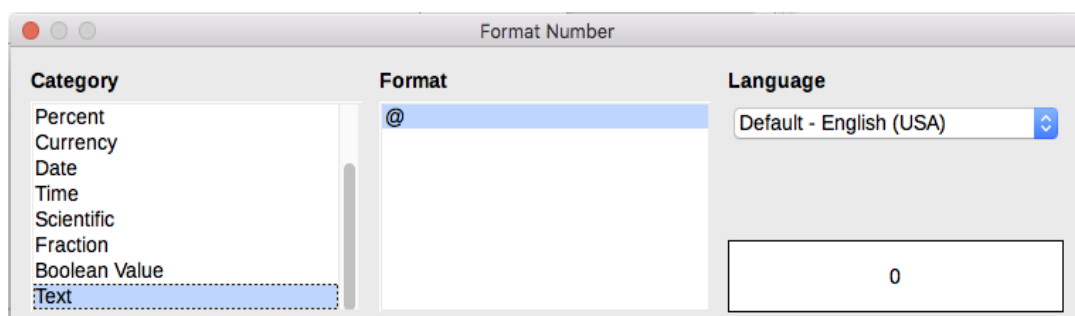 Format Number
Category
Format
Language
Percent
Currency
Date
Time
Scientific
Fraction
Boolean Value
Text
@
Default - English (USA)
0